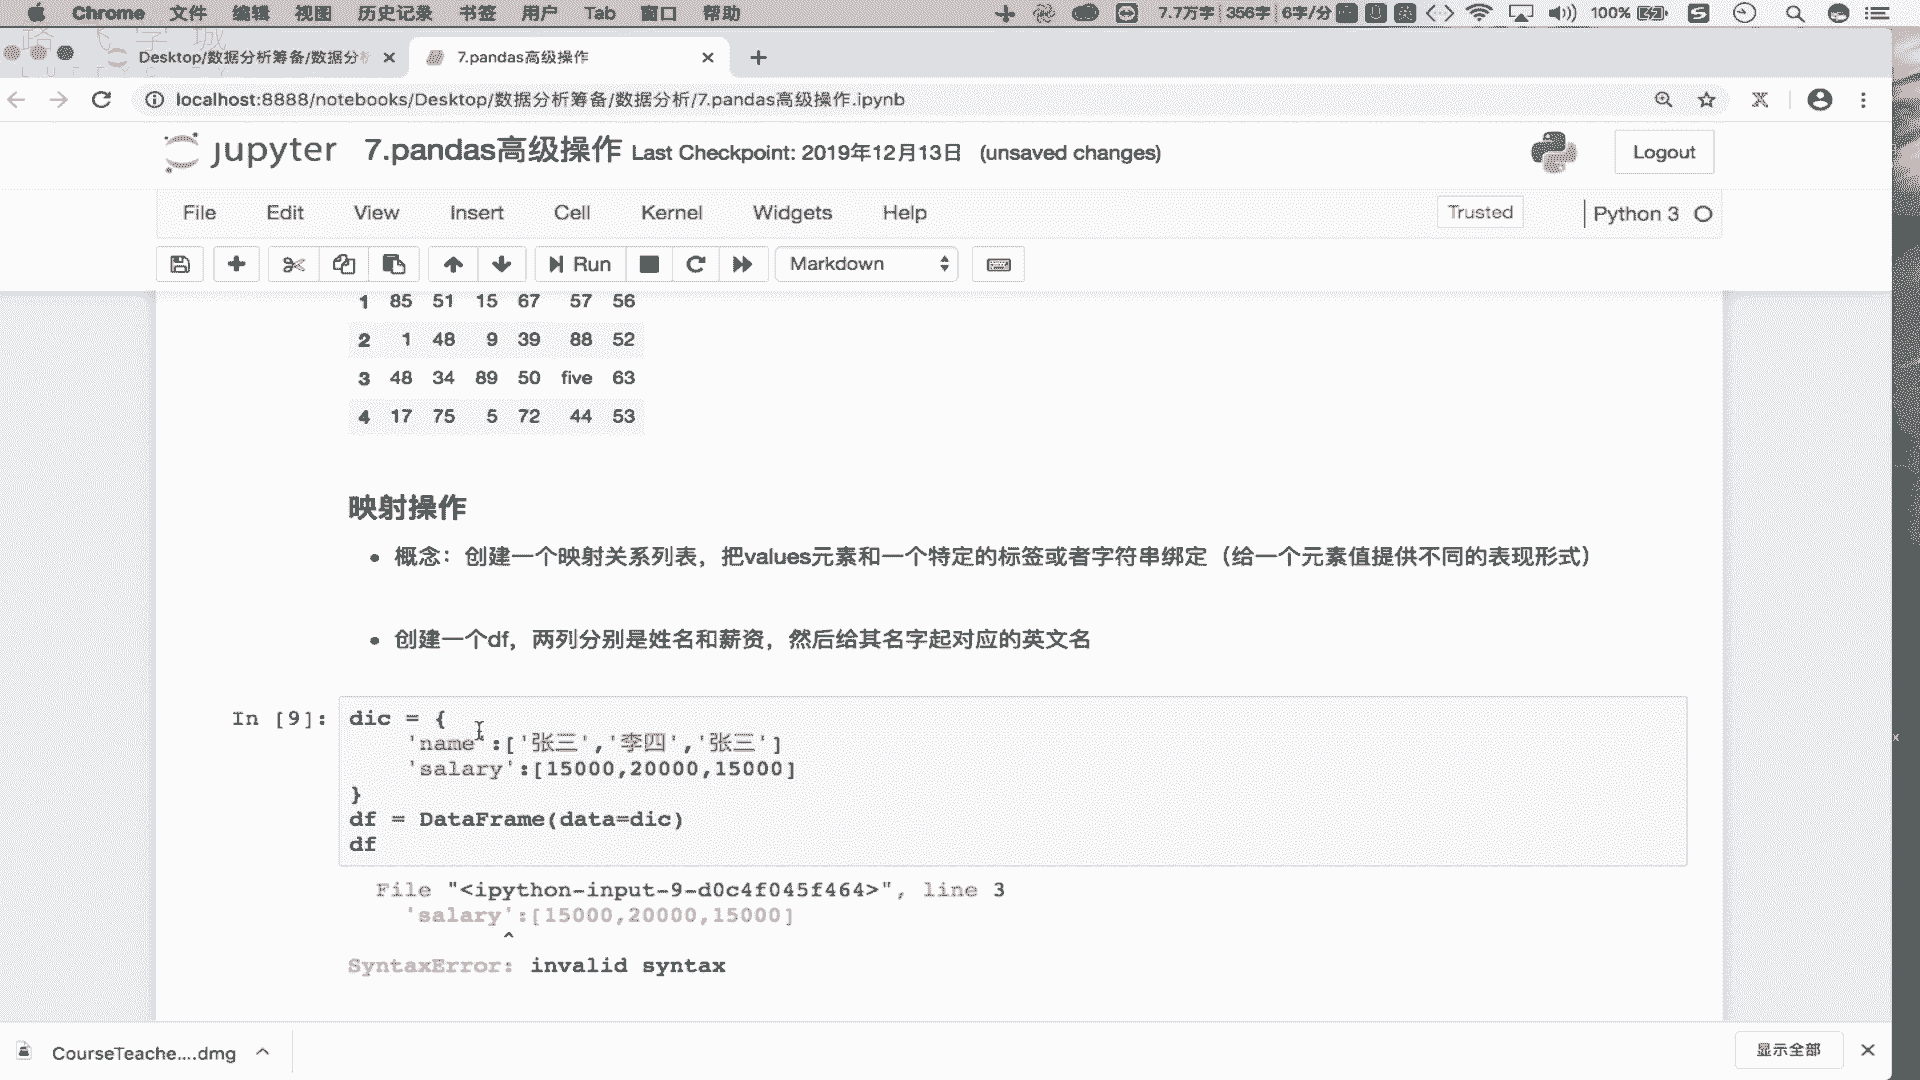 Chrome 文件 编辑 视图 历史记录 书签 用户 Tab 窗口 帮助 7.7万字 356字 6字/分 100%
路飞学城
Desktop/数据分析筹备/数据分析 7.pandas高级操作
localhost:8888/notebooks/Desktop/数据分析筹备/数据分析/7.pandas高级操作.ipynb
jupyter 7.pandas高级操作 Last Checkpoint: 2019年12月13日 (unsaved changes) Logout
File Edit View Insert Cell Kernel Widgets Help Trusted Python 3
Run Markdown
1 85 51 15 67 57 56
2 1 48 9 39 88 52
3 48 34 89 50 five 63
4 17 75 5 72 44 53
映射操作
概念：创建一个映射关系列表，把values元素和一个特定的标签或者字符串绑定（给一个元素值提供不同的表现形式）
创建一个df，两列分别是姓名和薪资，然后给其名字起对应的英文名
In [9]: dic = {
'name':['张三','李四','张三']
'salary':[15000,20000,15000]
}
df = DataFrame(data=dic)
df
File "<ipython-input-9-d0c4f045f464>", line 3
'salary':[15000,20000,15000]
^
SyntaxError: invalid syntax
CourseTeache....dmg 显示全部